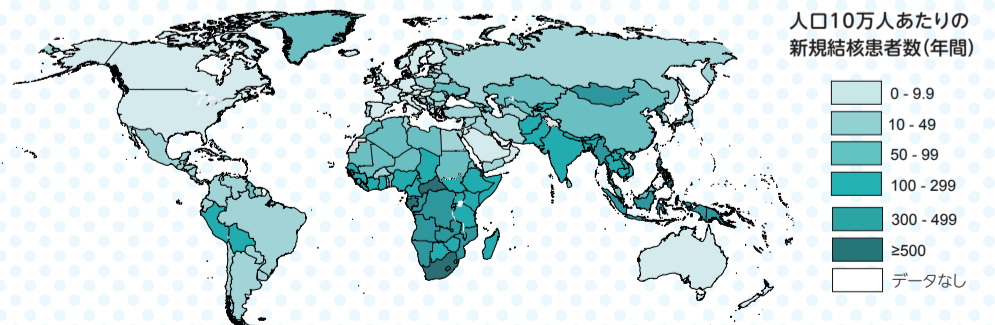 人口10万人あたりの
新規結核患者数(年間)
0 - 9.9
10 - 49
50 - 99
100 - 299
300 - 499
≥500
データなし